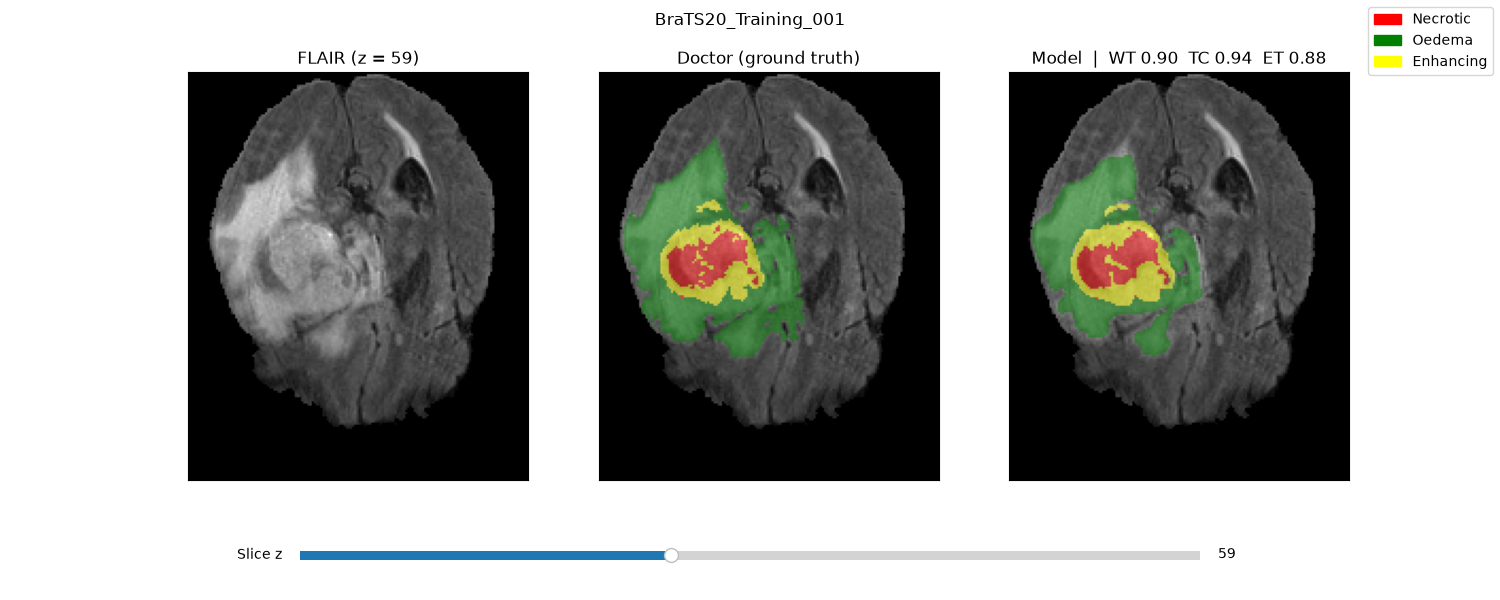 BraTS20_Training_001
FLAIR (z = 59)
Doctor (ground truth)
Model | WT 0.90 TC 0.94 ET 0.88
Necrotic
Oedema
Enhancing
Slice z
59